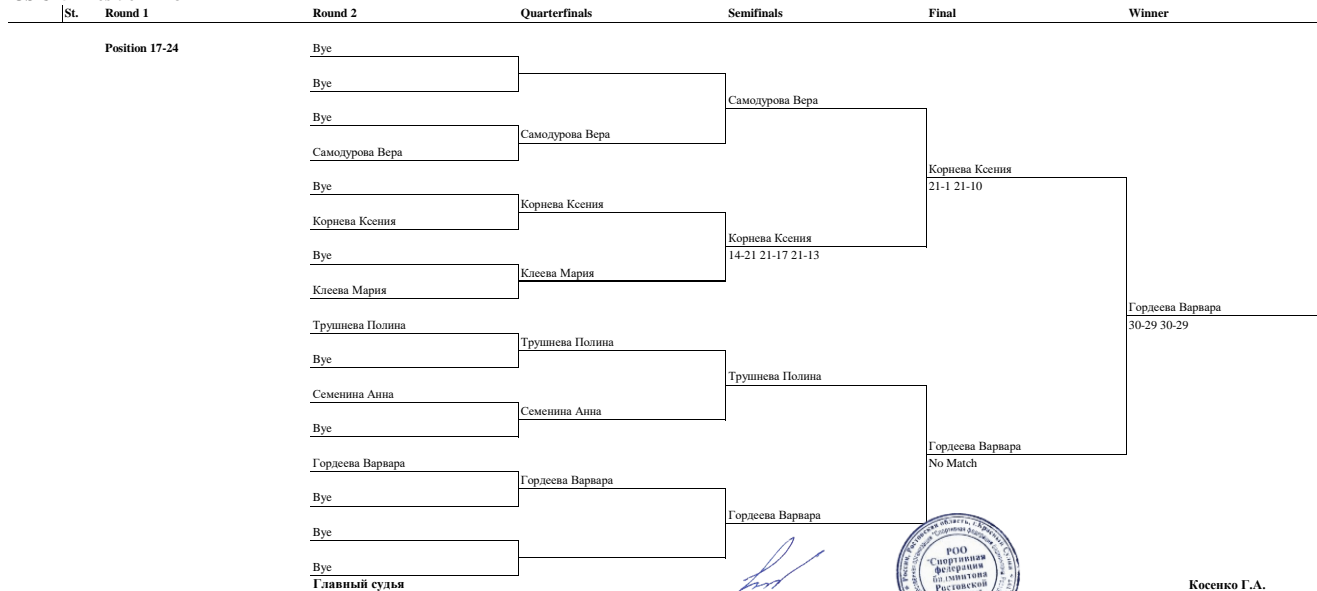 St. Round 1 Round 2 Quarterfinals Semifinals Final Winner
Position 17-24 Bye
Bye
Самодурова Вера
Bye
Самодурова Вера
Самодурова Вера
Корнева Ксения
Bye
21-1 21-10
Корнева Ксения
Корнева Ксения
Корнева Ксения
Bye
14-21 21-17 21-13
Клеева Мария
Клеева Мария
Гордеева Варвара
Трушнева Полина
30-29 30-29
Трушнева Полина
Bye
Трушнева Полина
Семенина Анна
Семенина Анна
Bye
Гордеева Варвара
Гордеева Варвара
No Match
Гордеева Варвара
Bye
Гордеева Варвара
Bye
Bye
Главный судья Косенко Г.А.
РОО
"Спортивная
федерация
бадминтона
Ростовской